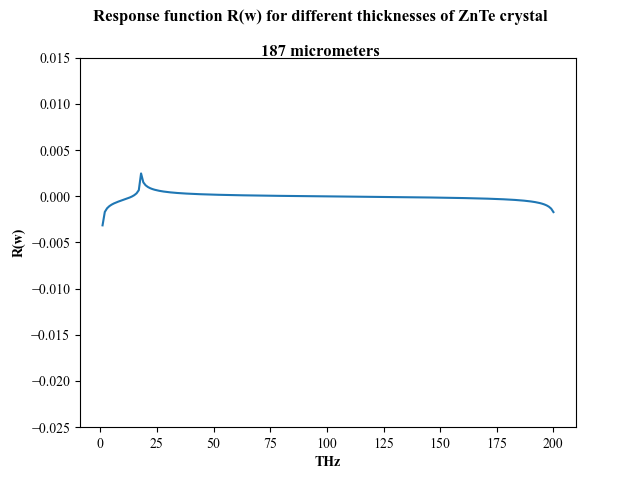 Response function R(w) for different thicknesses of ZnTe crystal
187 micrometers
0.015
0.010
0.005
0.000
−0.005
−0.010
−0.015
−0.020
−0.025
R(w)
0 25 50 75 100 125 150 175 200
THz